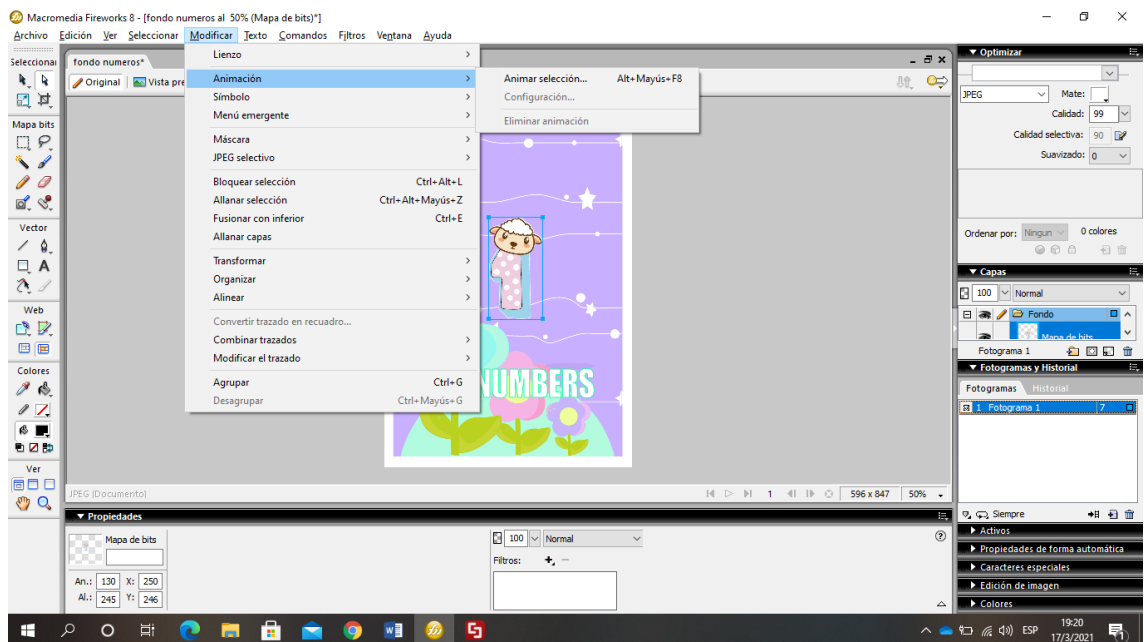 Macromedia Fireworks 8 - [fondo numeros al 50% (Mapa de bits)*]
Archivo Edición Ver Seleccionar Modificar Texto Comandos Filtros Ventana Ayuda
Seleccionar
Mapa bits
Vector
A
Web
Colores
Ver
fondo numeros*
Original Vista pre
Lienzo
Animación
Símbolo
Menú emergente
Máscara
JPEG selectivo
Bloquear selección Ctrl+Alt+L
Allanar selección Ctrl+Alt+Mayús+Z
Fusionar con inferior Ctrl+E
Allanar capas
Transformar
Organizar
Alinear
Convertir trazado en recuadro...
Combinar trazados
Modificar el trazado
Agrupar Ctrl+G
Desagrupar Ctrl+Mayús+G
Animar selección... Alt+Mayús+F8
Configuración...
Eliminar animación
1
NUMBERS
JPEG (Documento)
1 596 x 847 50%
Propiedades
Mapa de bits
An.: 130 X: 250
Al.: 245 Y: 246
100 Normal
Filtros:
Optimizar
JPEG Mate:
Calidad: 99
Calidad selectiva: 90
Suavizado: 0
Ordenar por: Ningun 0 colores
Capas
100 Normal
Fondo
Mapa de bits
Fotograma 1
Fotogramas y Historial
Fotogramas Historial
1 Fotograma 1 7
Siempre
Activos
Propiedades de forma automática
Caracteres especiales
Edición de imagen
Colores
ESP
19:20
17/3/2021